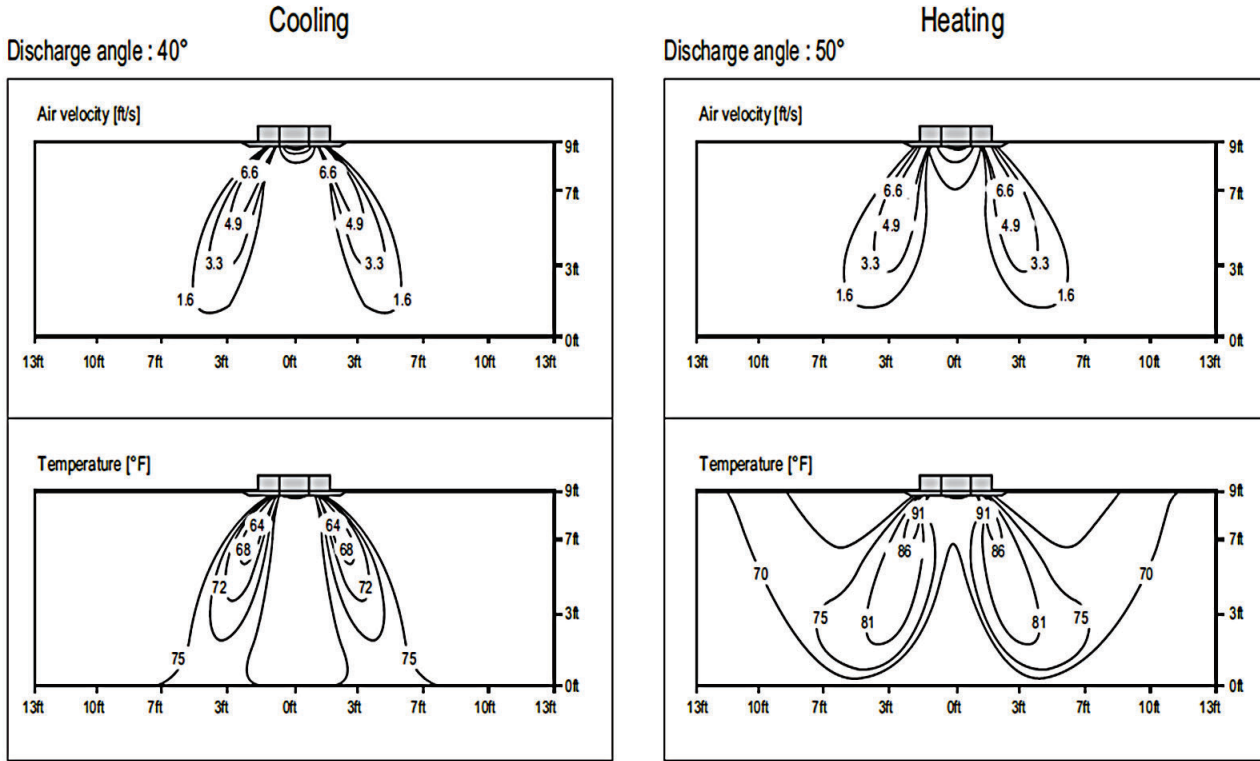 Cooling
Discharge angle : 40°
Air velocity [ft/s]
9ft
6.6 6.6
7ft
4.9 4.9
3.3 3.3
3ft
1.6 1.6
0ft
13ft 10ft 7ft 3ft 0ft 3ft 7ft 10ft 13ft
Temperature [°F]
9ft
64 64
7ft
68 68
72 72
3ft
75 75
0ft
13ft 10ft 7ft 3ft 0ft 3ft 7ft 10ft 13ft
Heating
Discharge angle : 50°
Air velocity [ft/s]
9ft
6.6 6.6
7ft
4.9 4.9
3.3 3.3
3ft
1.6 1.6
0ft
13ft 10ft 7ft 3ft 0ft 3ft 7ft 10ft 13ft
Temperature [°F]
9ft
91 91
7ft
86 86
70 70
75 75
3ft
81 81
0ft
13ft 10ft 7ft 3ft 0ft 3ft 7ft 10ft 13ft